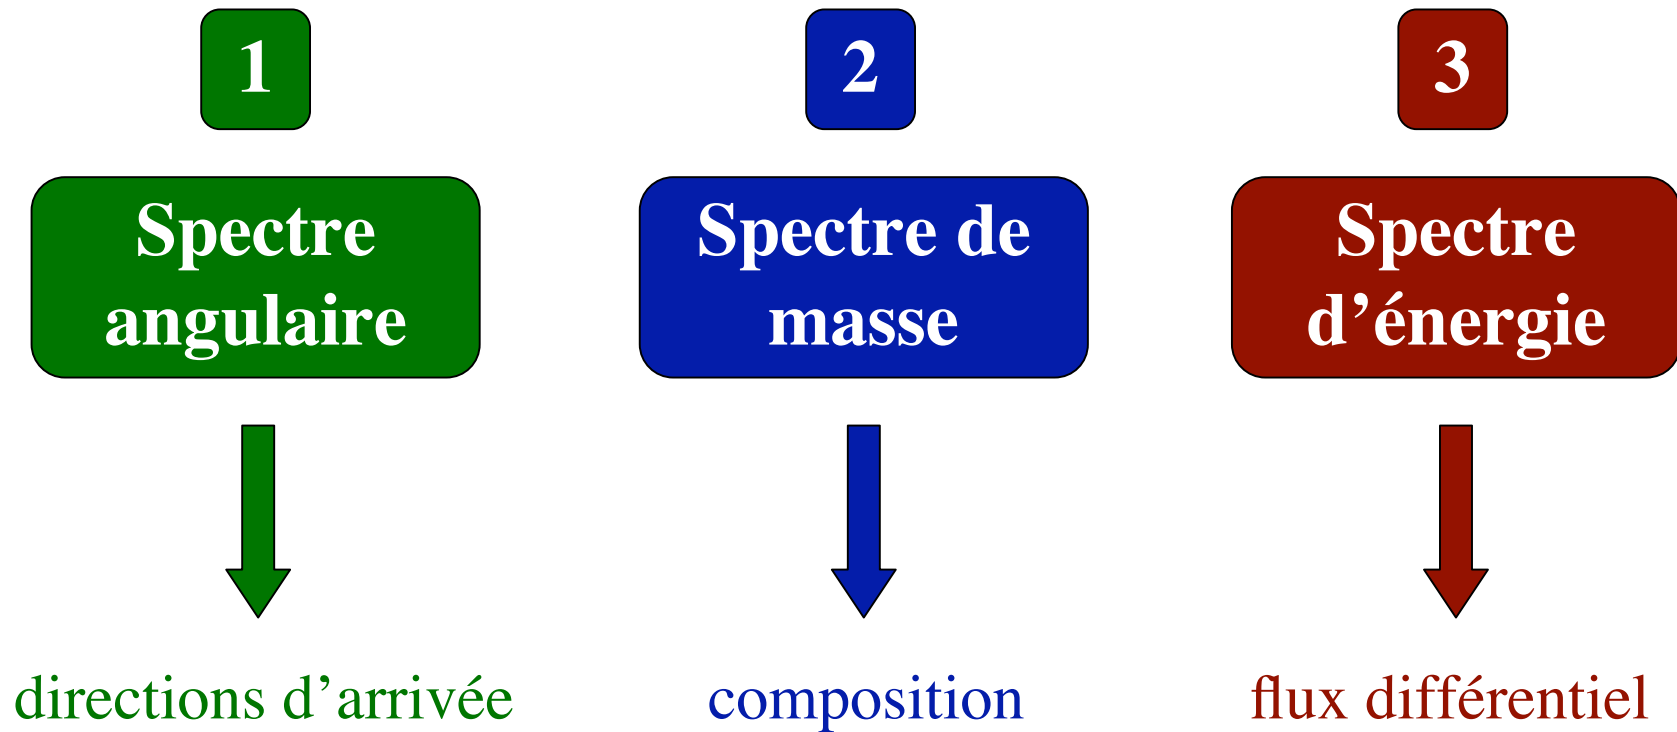 1
Spectre
angulaire
directions d’arrivée
2
Spectre de
masse
composition
3
Spectre
d’énergie
flux différentiel